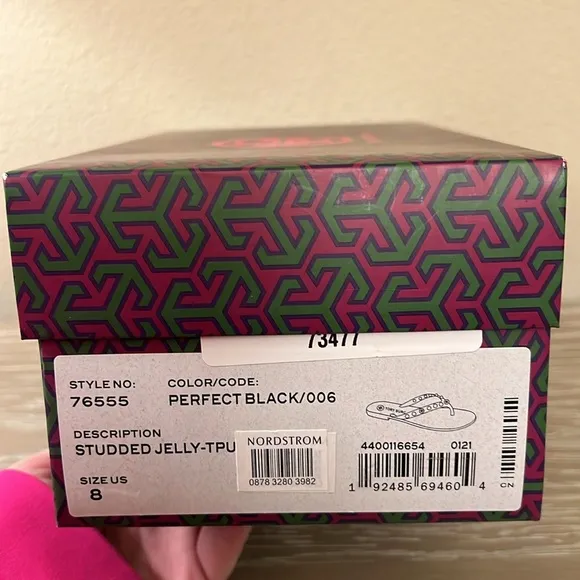 73477
STYLE NO:
76555
COLOR/CODE:
PERFECT BLACK/006
DESCRIPTION
STUDDED JELLY-TPU
SIZE US
8
NORDSTROM
0878 3280 3982
4400116654 0121
1 92485 69460 4
CN